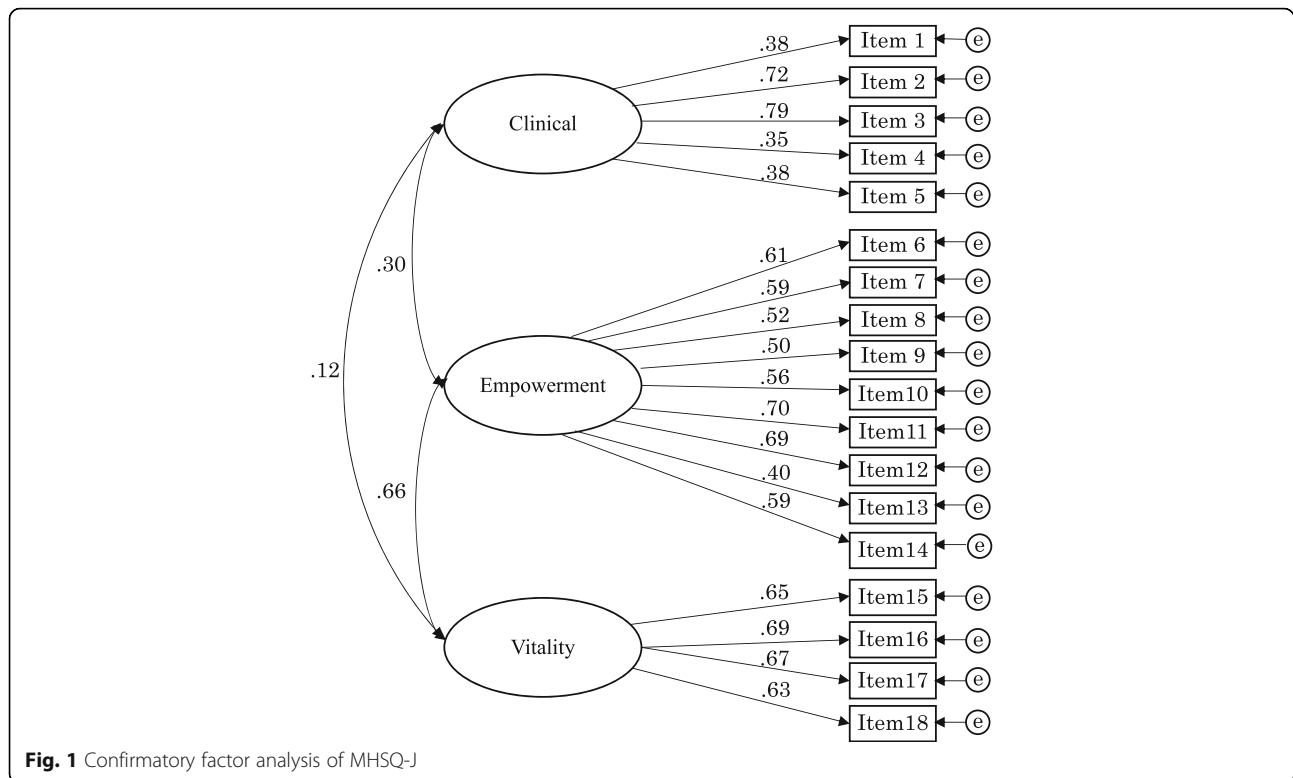 .38 Item 1 e
.72 Item 2 e
Clinical .79 Item 3 e
.35 Item 4 e
.38 Item 5 e
.30
.61 Item 6 e
.59 Item 7 e
.52 Item 8 e
.50 Item 9 e
Empowerment .56 Item10 e
.12
.70 Item11 e
.69 Item12 e
.40 Item13 e
.66
.59 Item14 e
.65 Item15 e
Vitality .69 Item16 e
.67 Item17 e
.63 Item18 e
Fig. 1 Confirmatory factor analysis of MHSQ-J